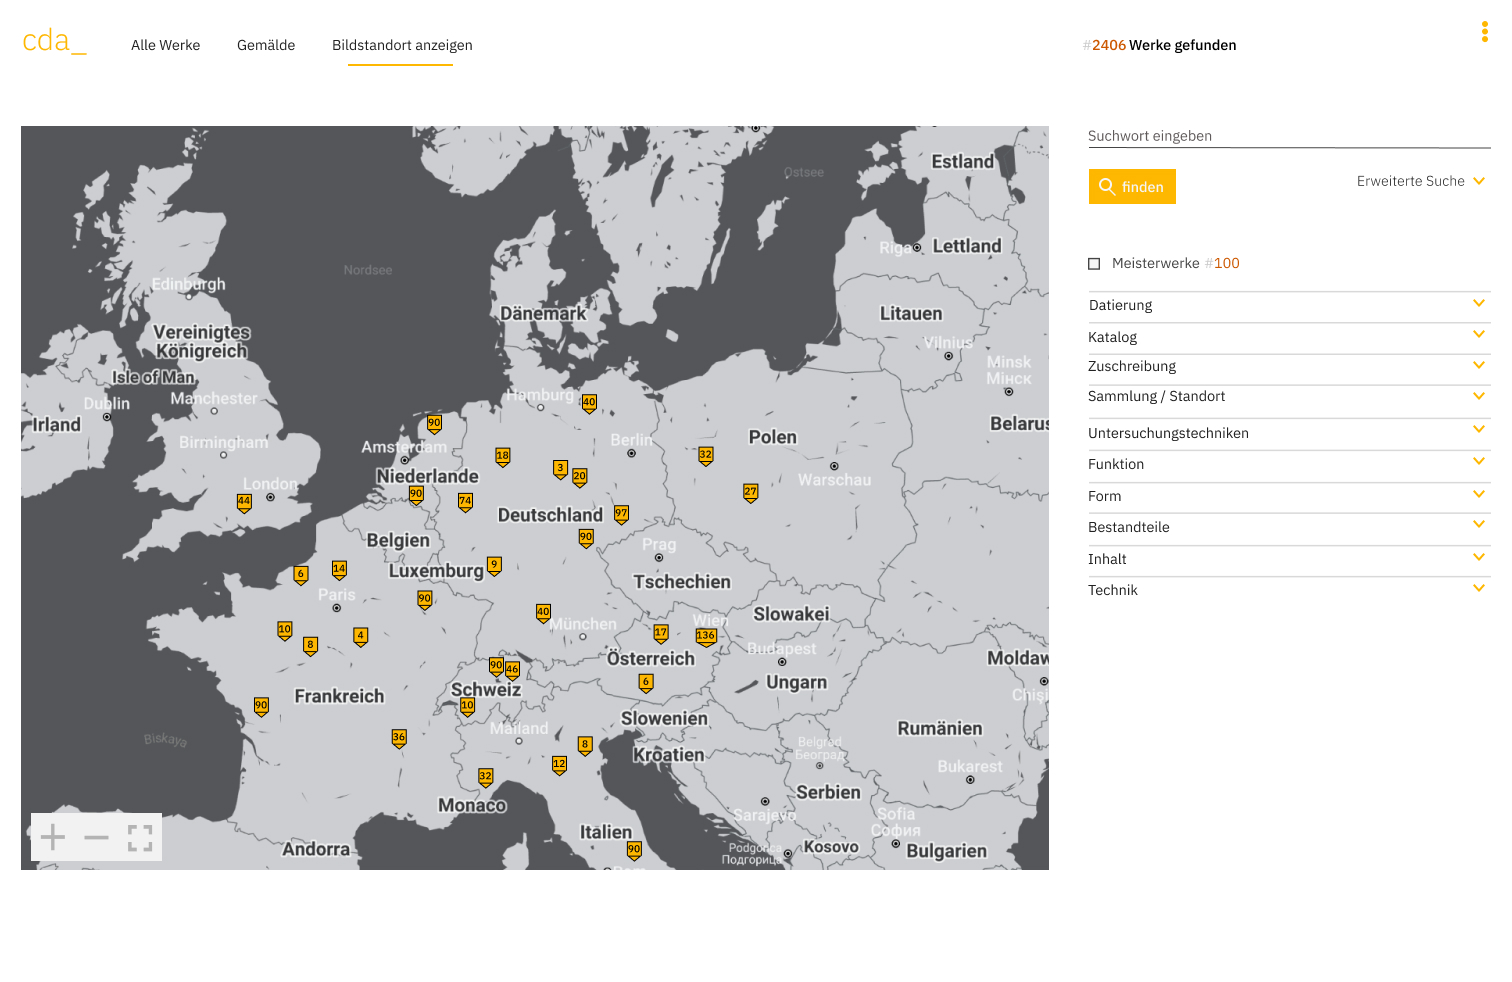 cda_
Alle Werke
Gemälde
Bildstandort anzeigen
#2406 Werke gefunden
Suchwort eingeben
finden
Erweiterte Suche
Meisterwerke #100
Datierung
Katalog
Zuschreibung
Sammlung / Standort
Untersuchungstechniken
Funktion
Form
Bestandteile
Inhalt
Technik
Estland
Ostsee
Riga
Lettland
Nordsee
Edinburgh
Dänemark
Litauen
Vereinigtes
Königreich
Vilnius
Minsk
Мінск
Isle of Man
Dublin
Manchester
Hamburg
40
Irland
90
Belarus
Birmingham
Amsterdam
Berlin
Polen
18
32
3
20
Niederlande
Warschau
London
44
90
74
27
Deutschland
97
Belgien
90
Prag
6
14
Luxemburg
9
Tschechien
Paris
90
40
München
Slowakei
10
8
4
17
Wien
136
Budapest
Österreich
Moldaw
90
46
Schweiz
6
Ungarn
Chişi
Frankreich
90
10
Slowenien
Rumänien
Biskaya
36
Mailand
8
Kroatien
Belgrad
Београд
12
Bukarest
32
Monaco
Serbien
Sarajevo
Sofia
София
Italien
Andorra
90
Podgorica
Подгорица
Kosovo
Bulgarien
Rom